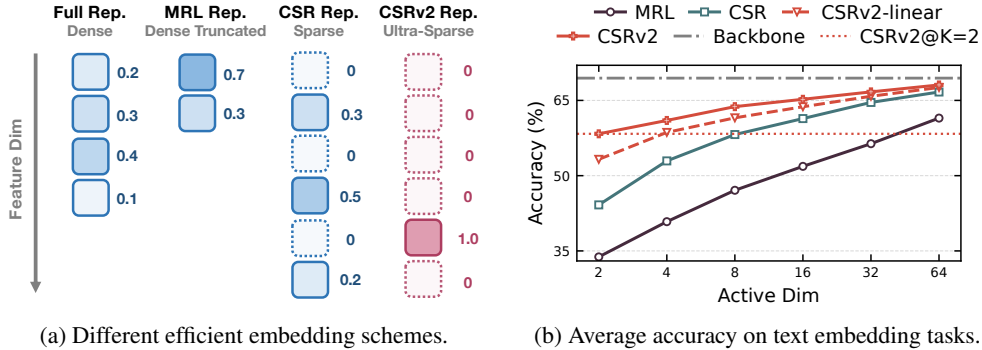 Full Rep.
Dense
MRL Rep.
Dense Truncated
CSR Rep.
Sparse
CSRv2 Rep.
Ultra-Sparse
Feature Dim
0.2
0.3
0.4
0.1
0.7
0.3
0
0.3
0
0.5
0
0.2
0
0
0
0
1.0
0
(a) Different efficient embedding schemes.
MRL
CSR
CSRv2-linear
CSRv2
Backbone
CSRv2@K=2
Accuracy (%)
65
50
35
2 4 8 16 32 64
Active Dim
(b) Average accuracy on text embedding tasks.